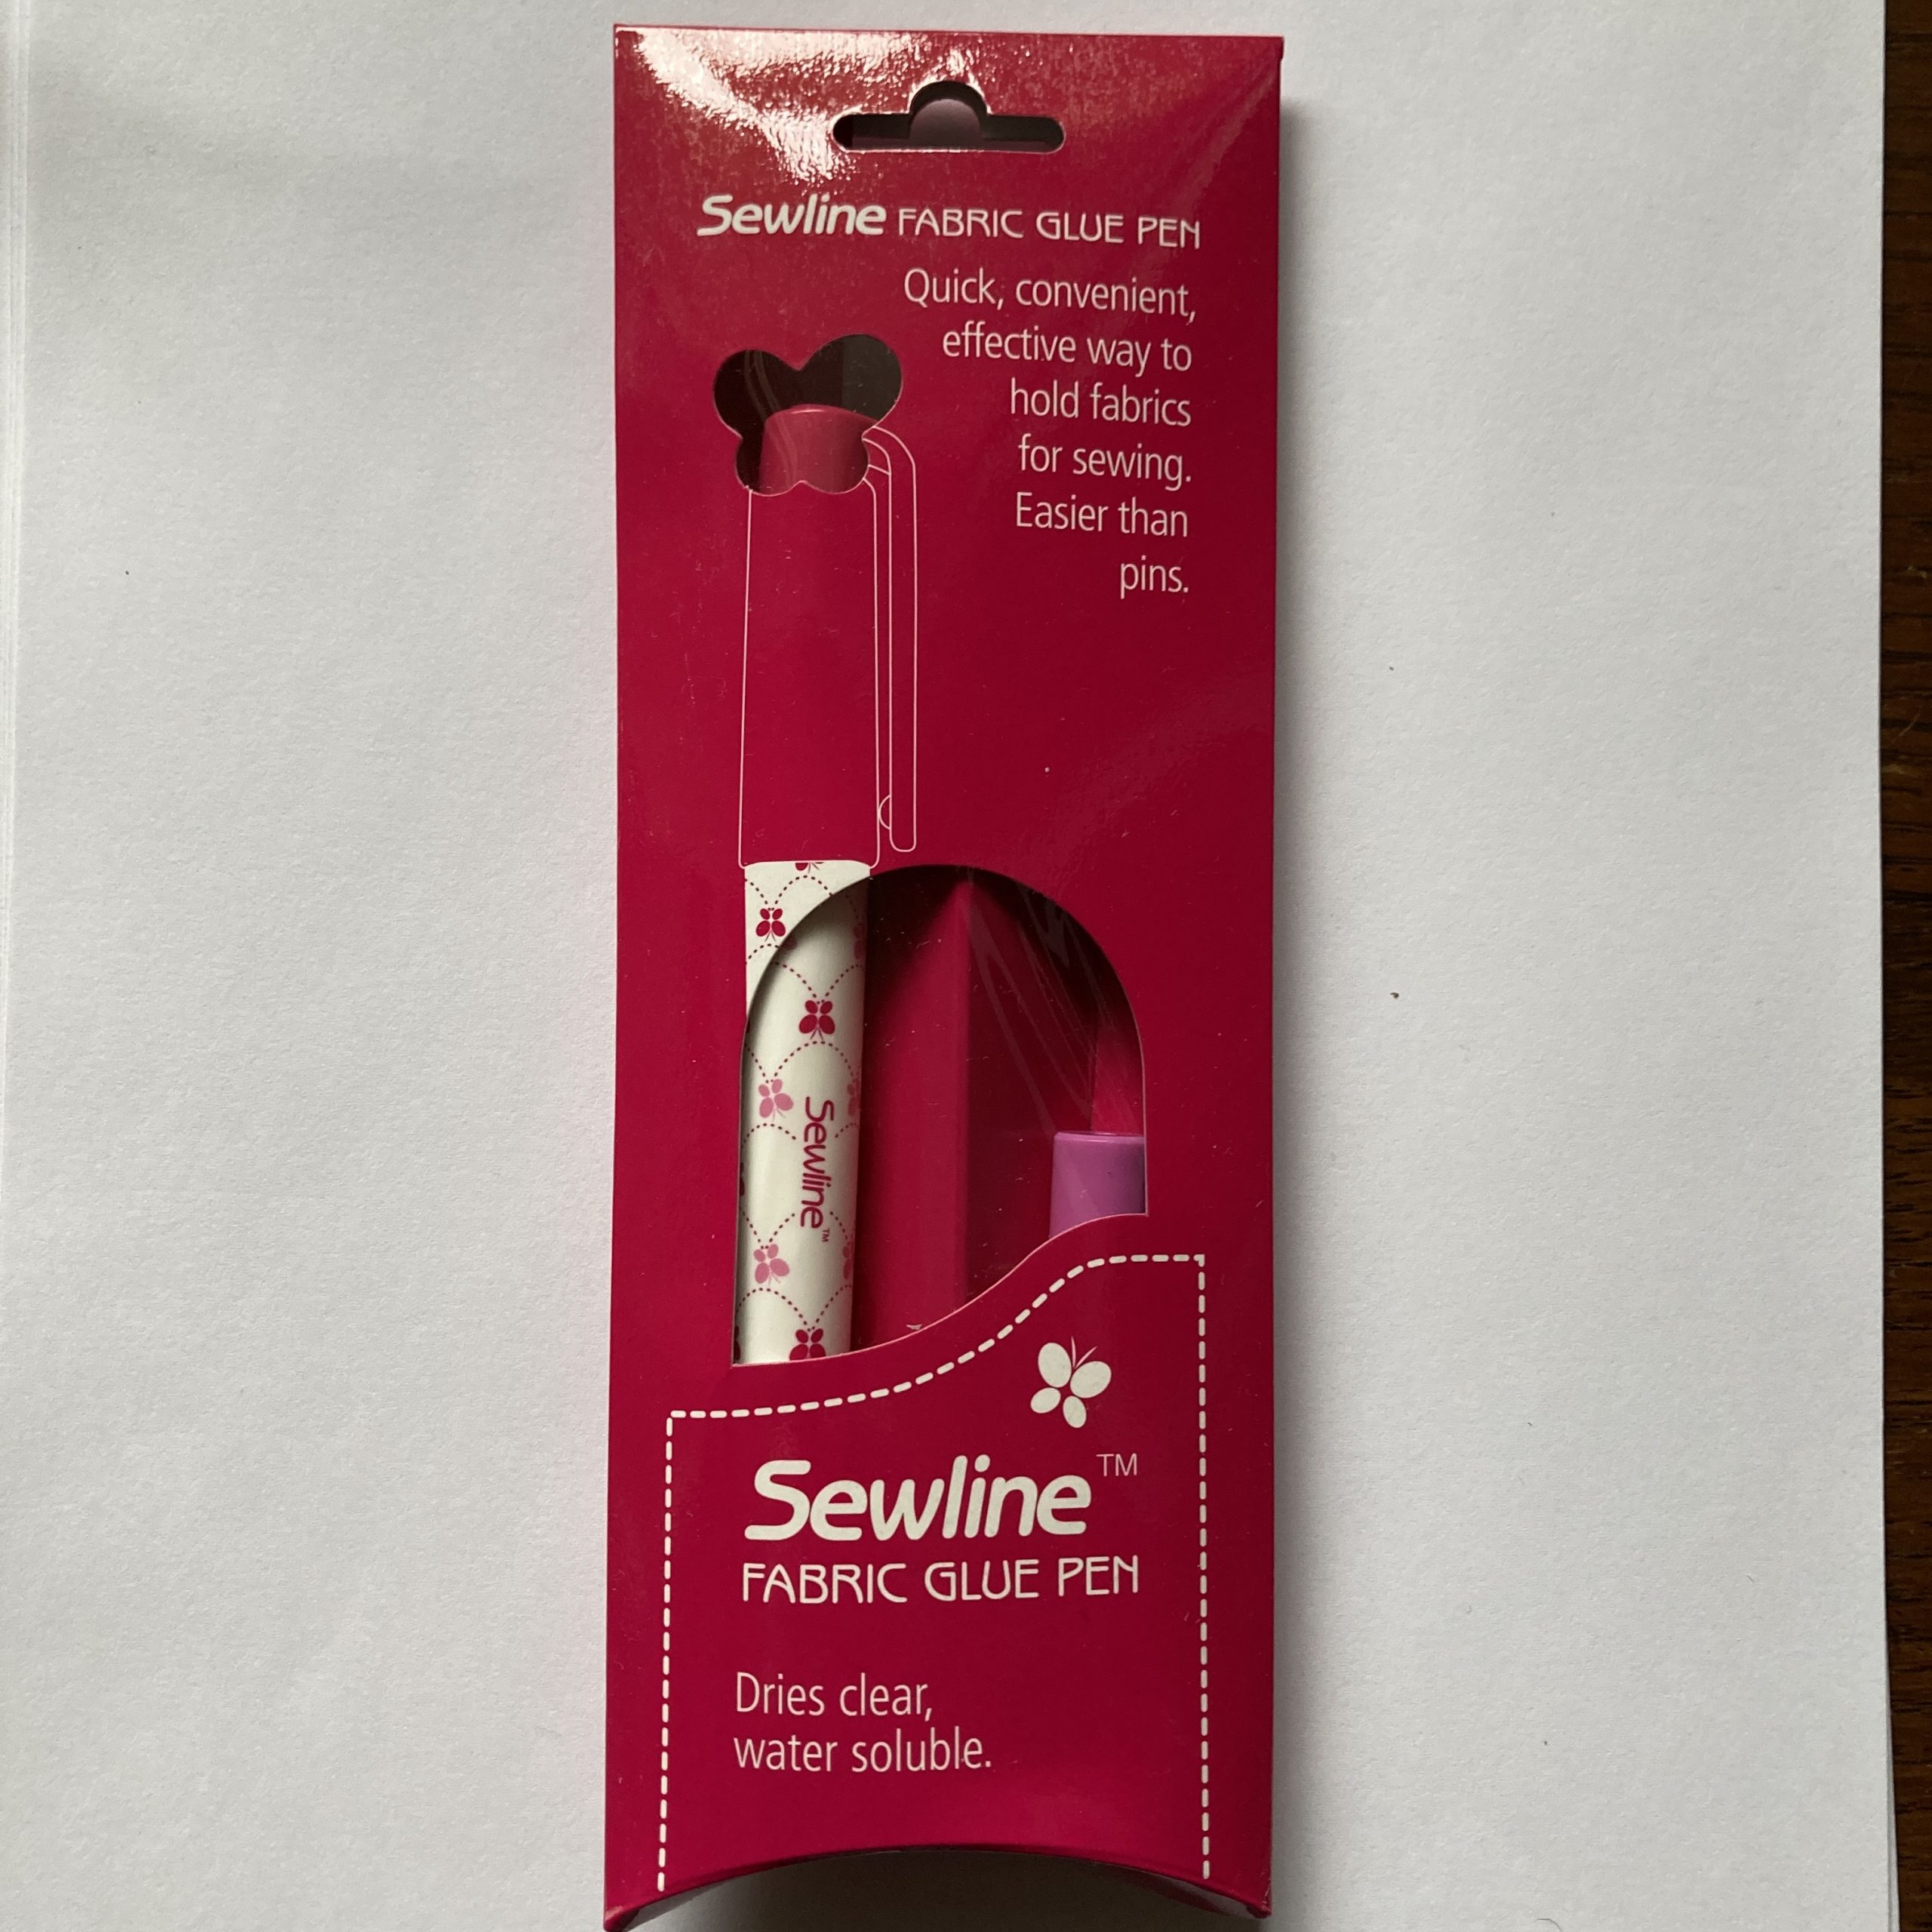 Sewline FABRIC GLUE PEN
Quick, convenient,
effective way to
hold fabrics
for sewing.
Easier than
pins.
Sewline™
Sewline™
FABRIC GLUE PEN
Dries clear,
water soluble.